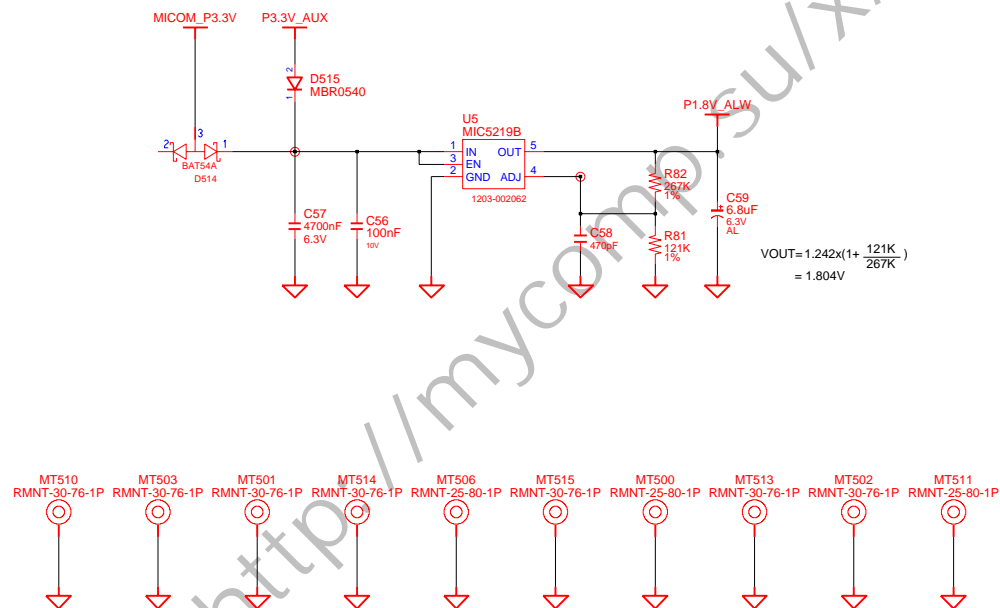 MICOM_P3.3V
P3.3V_AUX
2
D515
MBR0540
1
P1.8V_ALW
3
2
1
BAT54A
D514
U5
MIC5219B
1
IN
OUT
5
3
EN
2
GND
ADJ
4
1203-002062
R82
267K
1%
C59
6.8uF
6.3V
AL
C57
4700nF
6.3V
C56
100nF
10V
C58
470pF
R81
121K
1%
VOUT=1.242x(1+ 121K
267K )
= 1.804V
MT510
RMNT-30-76-1P
MT503
RMNT-30-76-1P
MT501
RMNT-30-76-1P
MT514
RMNT-30-76-1P
MT506
RMNT-25-80-1P
MT515
RMNT-30-76-1P
MT500
RMNT-25-80-1P
MT513
RMNT-30-76-1P
MT502
RMNT-30-76-1P
MT511
RMNT-25-80-1P
http://mycomp.su/x